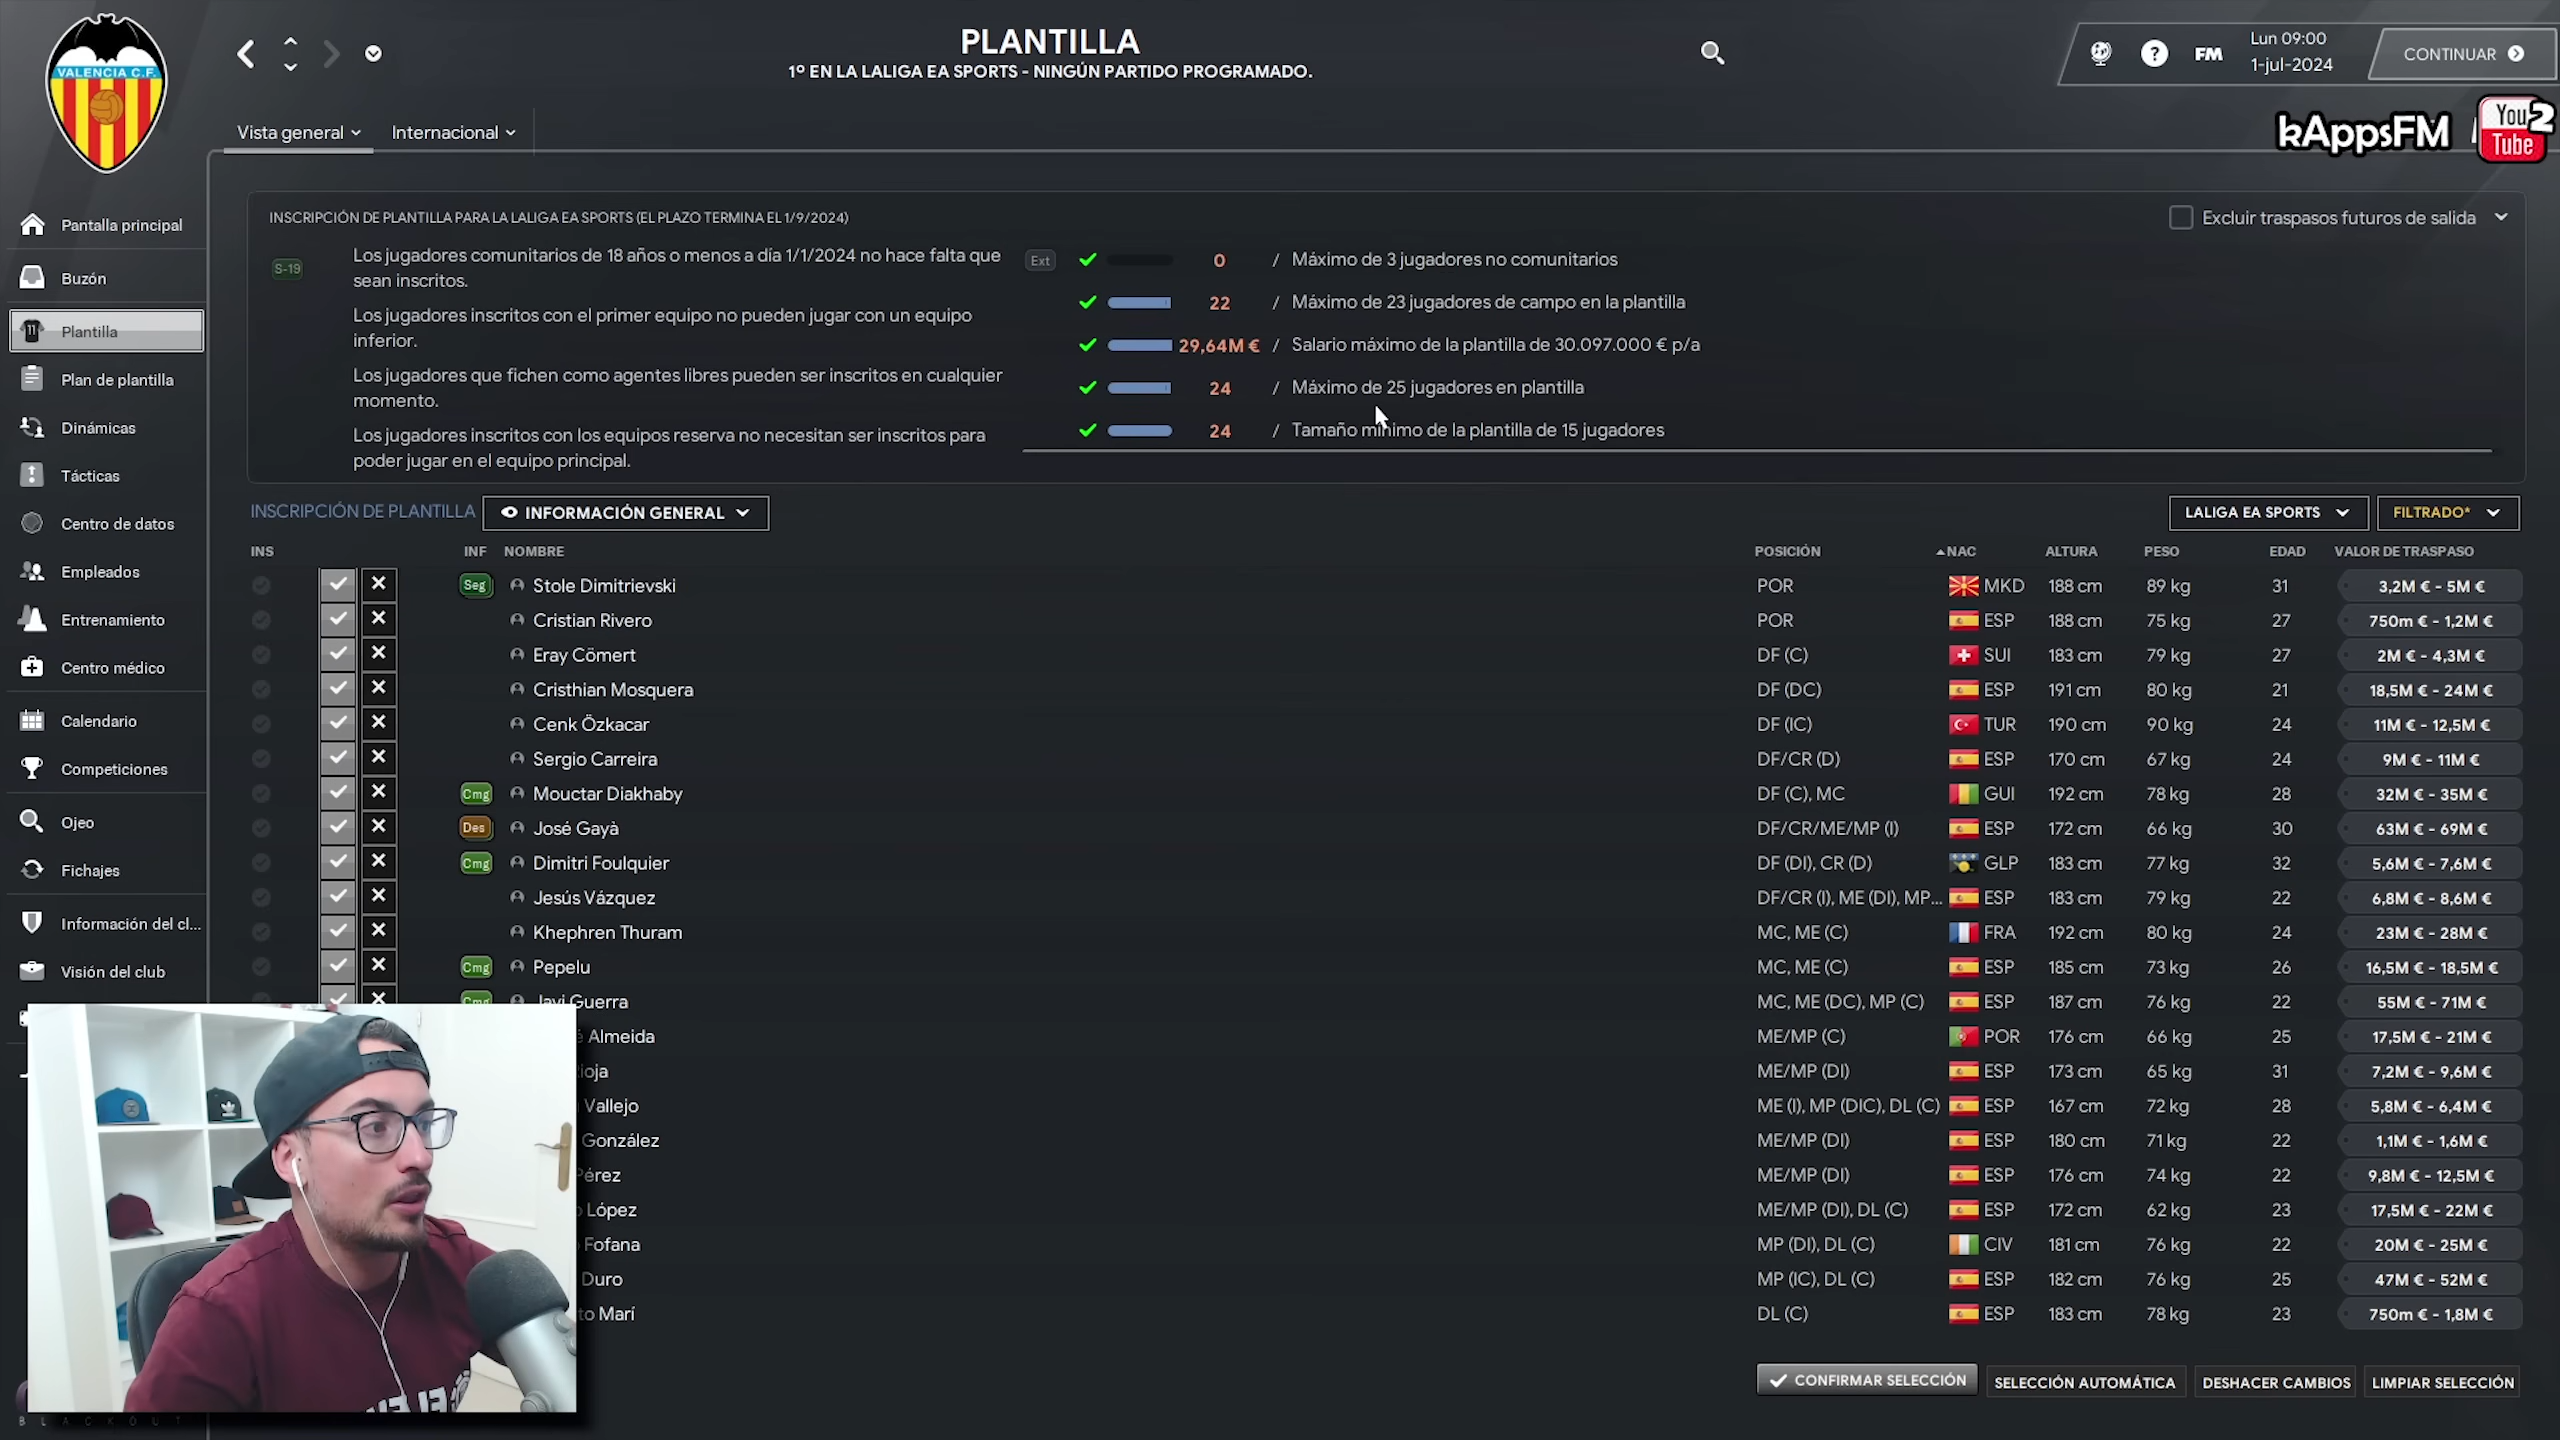 VALENCIA C.F.
PLANTILLA
1º EN LA LALIGA EA SPORTS - NINGÚN PARTIDO PROGRAMADO.
FM
Lun 09:00
1-jul-2024
CONTINUAR
kAppsFM
You Tube 2
Vista general
Internacional
Pantalla principal
Buzón
Plantilla
Plan de plantilla
Dinámicas
Tácticas
Centro de datos
Empleados
Entrenamiento
Centro médico
Calendario
Competiciones
Ojeo
Fichajes
Información del cl...
Visión del club
INSCRIPCIÓN DE PLANTILLA PARA LA LALIGA EA SPORTS (EL PLAZO TERMINA EL 1/9/2024)
Excluir traspasos futuros de salida
S-19
Los jugadores comunitarios de 18 años o menos a día 1/1/2024 no hace falta que
sean inscritos.
Los jugadores inscritos con el primer equipo no pueden jugar con un equipo
inferior.
Los jugadores que fichen como agentes libres pueden ser inscritos en cualquier
momento.
Los jugadores inscritos con los equipos reserva no necesitan ser inscritos para
poder jugar en el equipo principal.
Ext 0 / Máximo de 3 jugadores no comunitarios
22 / Máximo de 23 jugadores de campo en la plantilla
29,64M € / Salario máximo de la plantilla de 30.097.000 € p/a
24 / Máximo de 25 jugadores en plantilla
24 / Tamaño mínimo de la plantilla de 15 jugadores
INSCRIPCIÓN DE PLANTILLA INFORMACIÓN GENERAL LALIGA EA SPORTS FILTRADO*
INS INF NOMBRE POSICIÓN NAC ALTURA PESO EDAD VALOR DE TRASPASO
Seg Stole Dimitrievski POR MKD 188 cm 89 kg 31 3,2M € - 5M €
Cristian Rivero POR ESP 188 cm 75 kg 27 750m € - 1,2M €
Eray Cömert DF (C) SUI 183 cm 79 kg 27 2M € - 4,3M €
Cristhian Mosquera DF (DC) ESP 191 cm 80 kg 21 18,5M € - 24M €
Cenk Özkacar DF (IC) TUR 190 cm 90 kg 24 11M € - 12,5M €
Sergio Carreira DF/CR (D) ESP 170 cm 67 kg 24 9M € - 11M €
Cmg Mouctar Diakhaby DF (C), MC GUI 192 cm 78 kg 28 32M € - 35M €
Des José Gayà DF/CR/ME/MP (I) ESP 172 cm 66 kg 30 63M € - 69M €
Cmg Dimitri Foulquier DF (DI), CR (D) GLP 183 cm 77 kg 32 5,6M € - 7,6M €
Jesús Vázquez DF/CR (I), ME (DI), MP... ESP 183 cm 79 kg 22 6,8M € - 8,6M €
Khephren Thuram MC, ME (C) FRA 192 cm 80 kg 24 23M € - 28M €
Cmg Pepelu MC, ME (C) ESP 185 cm 73 kg 26 16,5M € - 18,5M €
Cmg Javi Guerra MC, ME (DC), MP (C) ESP 187 cm 76 kg 22 55M € - 71M €
Almeida ME/MP (C) POR 176 cm 66 kg 25 17,5M € - 21M €
ioja ME/MP (DI) ESP 173 cm 65 kg 31 7,2M € - 9,6M €
Vallejo ME (I), MP (DIC), DL (C) ESP 167 cm 72 kg 28 5,8M € - 6,4M €
González ME/MP (DI) ESP 180 cm 71 kg 22 1,1M € - 1,6M €
Pérez ME/MP (DI) ESP 176 cm 74 kg 22 9,8M € - 12,5M €
López ME/MP (DI), DL (C) ESP 172 cm 62 kg 23 17,5M € - 22M €
Fofana MP (DI), DL (C) CIV 181 cm 76 kg 22 20M € - 25M €
Duro MP (IC), DL (C) ESP 182 cm 76 kg 25 47M € - 52M €
to Marí DL (C) ESP 183 cm 78 kg 23 750m € - 1,8M €
CONFIRMAR SELECCIÓN SELECCIÓN AUTOMÁTICA DESHACER CAMBIOS LIMPIAR SELECCIÓN
BLACKOUT